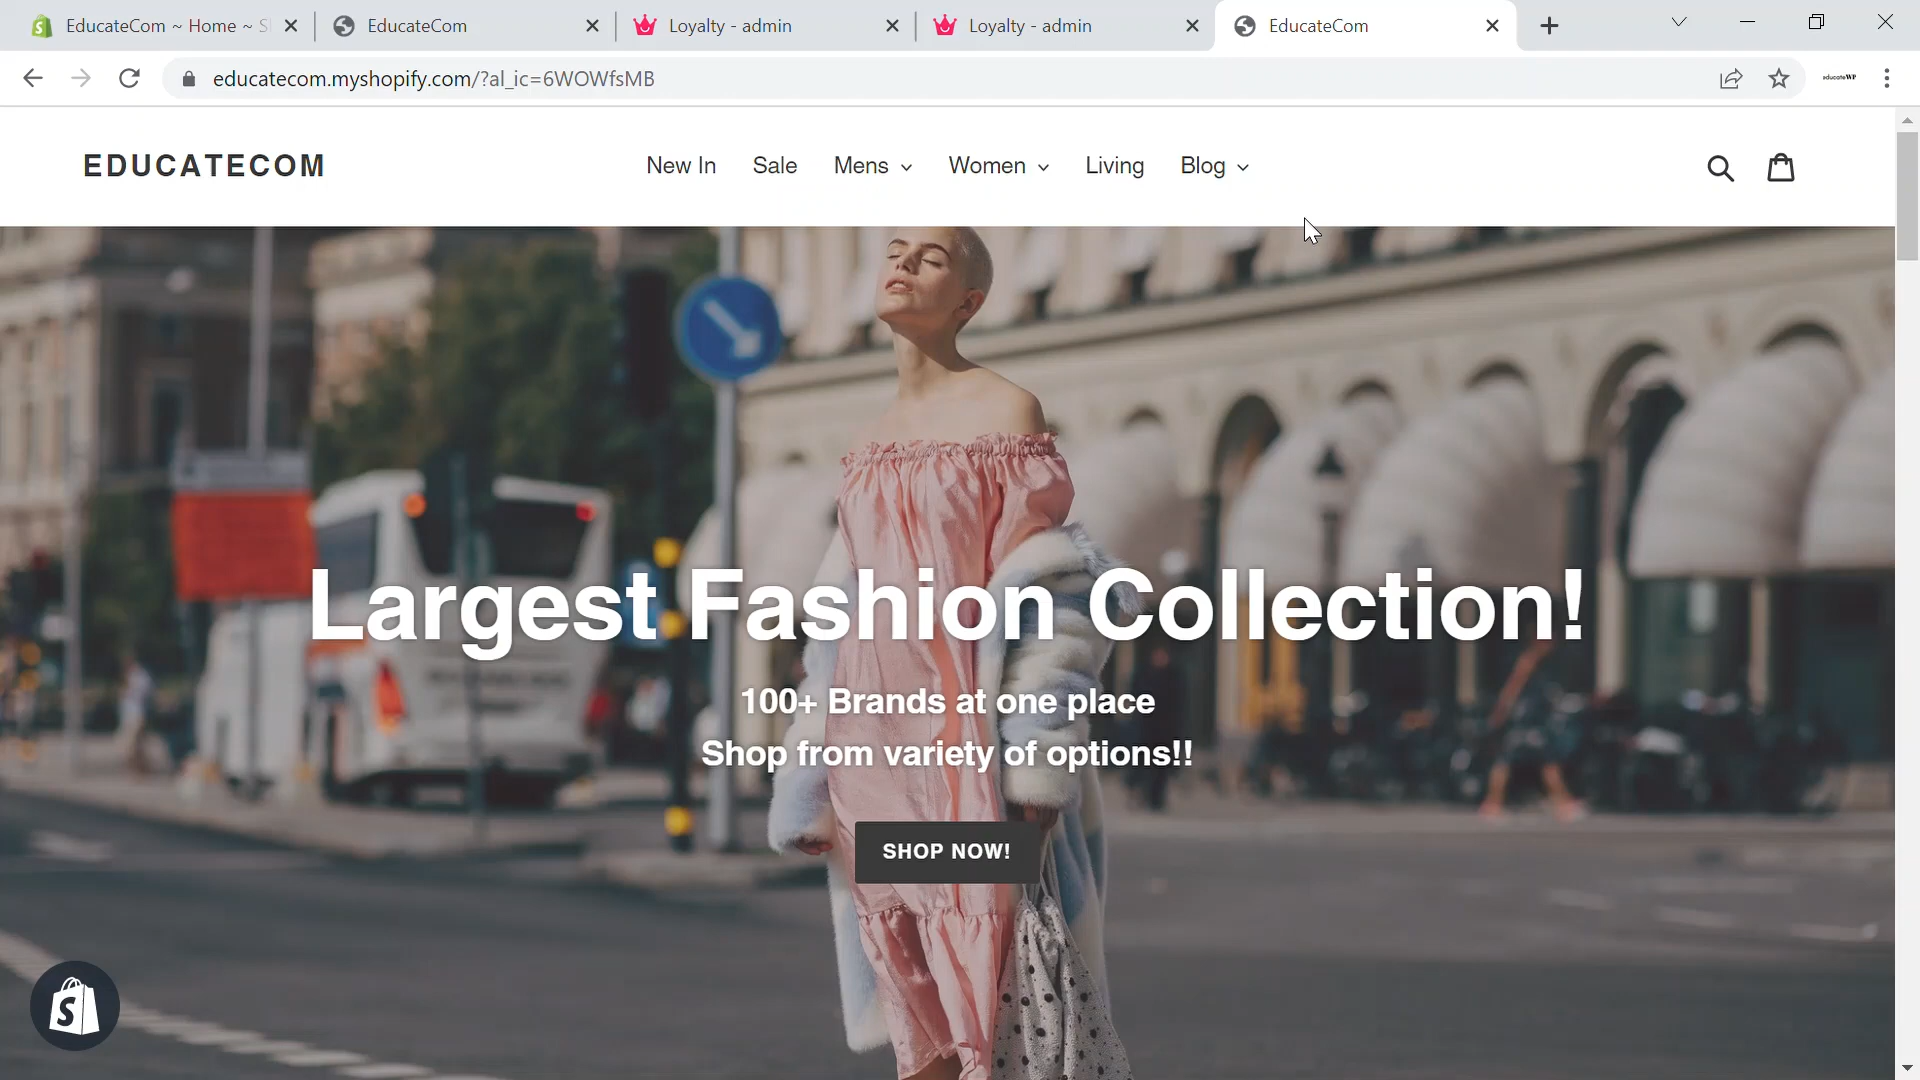 EducateCom ~ Home ~ S
EducateCom
Loyalty - admin
Loyalty - admin
EducateCom
educatecom.myshopify.com/?al_ic=6WOWfsMB
educateWP
EDUCATECOM
New In
Sale
Mens
Women
Living
Blog
Largest Fashion Collection!
100+ Brands at one place
Shop from variety of options!!
SHOP NOW!